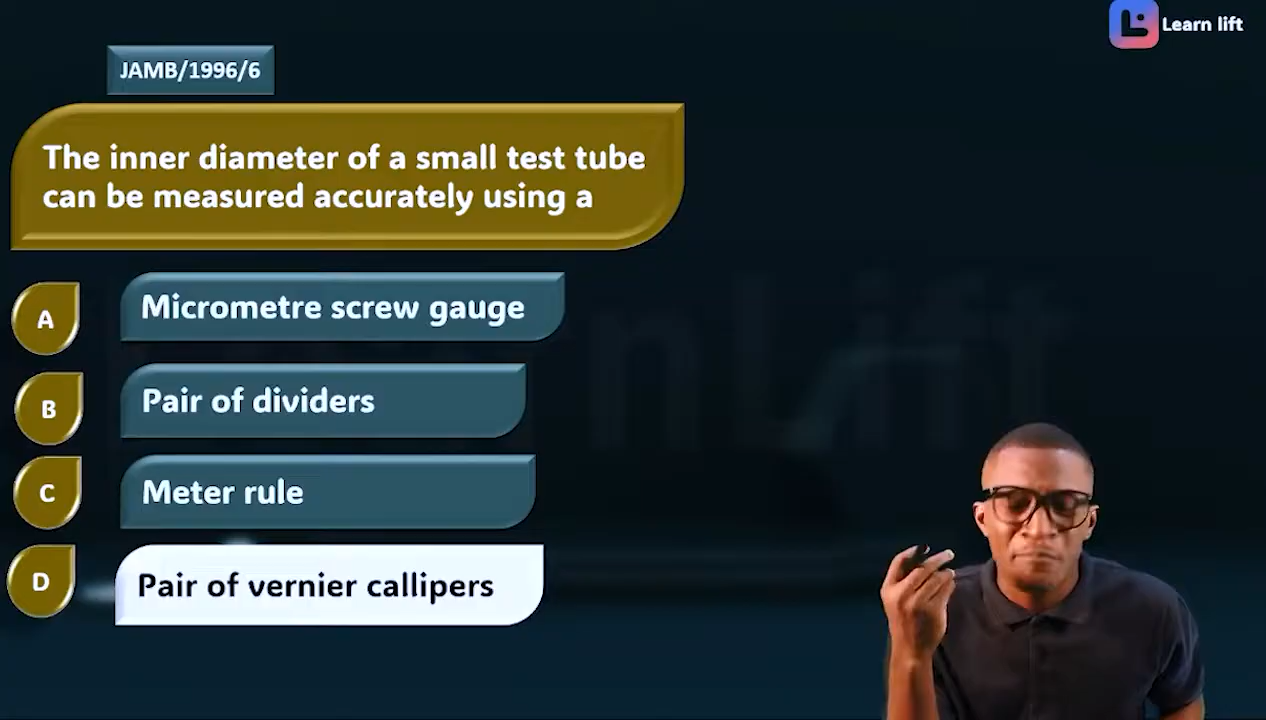 Learn lift
JAMB/1996/6
The inner diameter of a small test tube
can be measured accurately using a
A
Micrometre screw gauge
B
Pair of dividers
C
Meter rule
D
Pair of vernier callipers